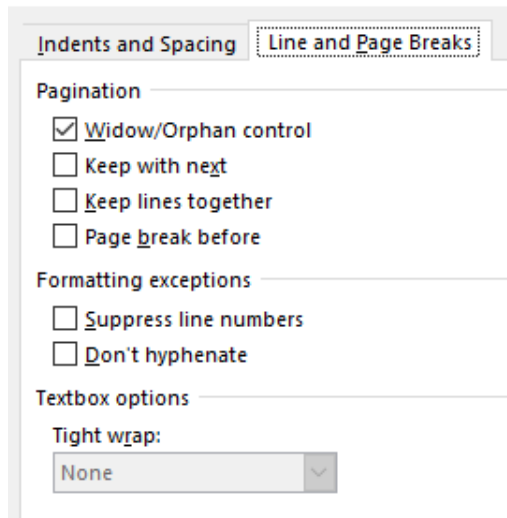 Indents and Spacing Line and Page Breaks
Pagination
Widow/Orphan control
Keep with next
Keep lines together
Page break before
Formatting exceptions
Suppress line numbers
Don't hyphenate
Textbox options
Tight wrap:
None